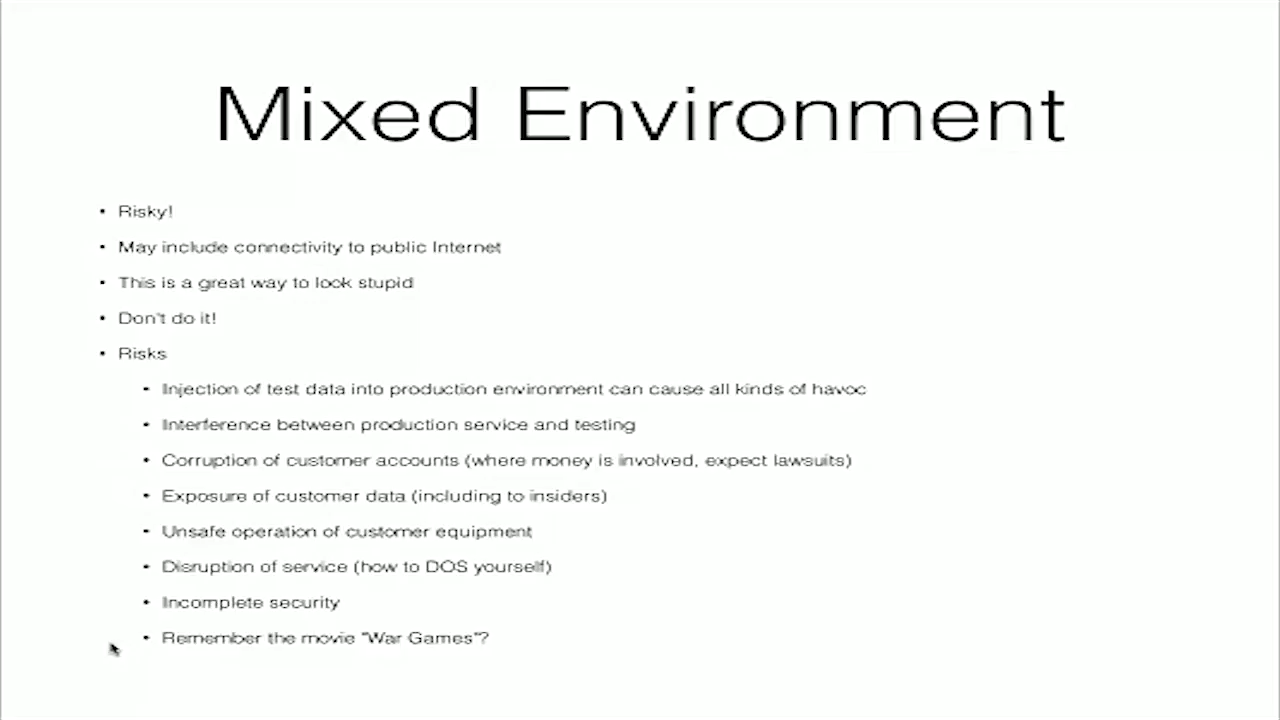 Mixed Environment
• Risky!
• May include connectivity to public Internet
• This is a great way to look stupid
• Don't do it!
• Risks
• Injection of test data into production environment can cause all kinds of havoc
• Interference between production service and testing
• Corruption of customer accounts (where money is involved, expect lawsuits)
• Exposure of customer data (including to insiders)
• Unsafe operation of customer equipment
• Disruption of service (how to DOS yourself)
• Incomplete security
• Remember the movie "War Games"?